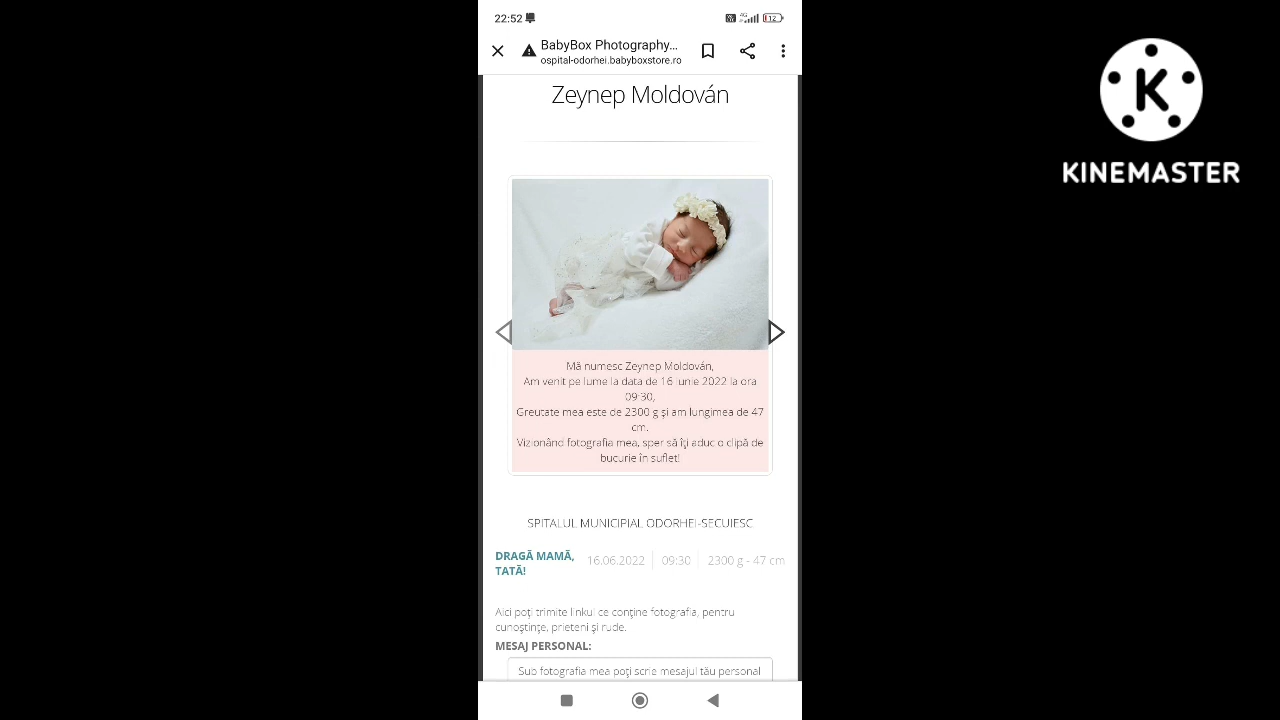 22:52
4G
12
BabyBox Photography...
ospital-odorhei.babyboxstore.ro
Zeynep Moldován
Mă numesc Zeynep Moldován,
Am venit pe lume la data de 16 Iunie 2022 la ora
09:30,
Greutate mea este de 2300 g și am lungimea de 47
cm.
Vizionând fotografia mea, sper să îți aduc o clipă de
bucurie în suflet!
SPITALUL MUNICIPIAL ODORHEI-SECUIESC
DRAGĂ MAMĂ,
TATĂ!
16.06.2022
09:30
2300 g - 47 cm
Aici poți trimite linkul ce conține fotografia, pentru
cunoștințe, prieteni și rude.
MESAJ PERSONAL:
Sub fotografia mea poți scrie mesajul tău personal
K
KINEMASTER